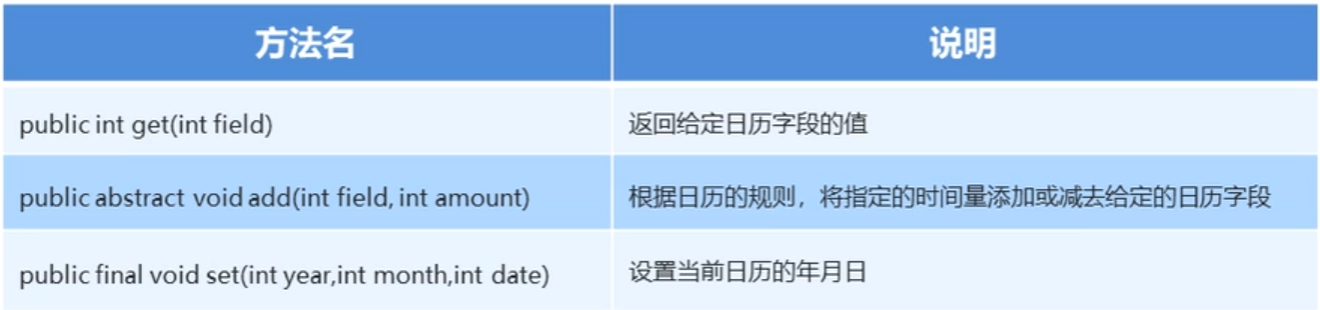 方法名 说明
public int get(int field) 返回给定日历字段的值
public abstract void add(int field, int amount) 根据日历的规则，将指定的时间量添加或减去给定的日历字段
public final void set(int year,int month,int date) 设置当前日历的年月日